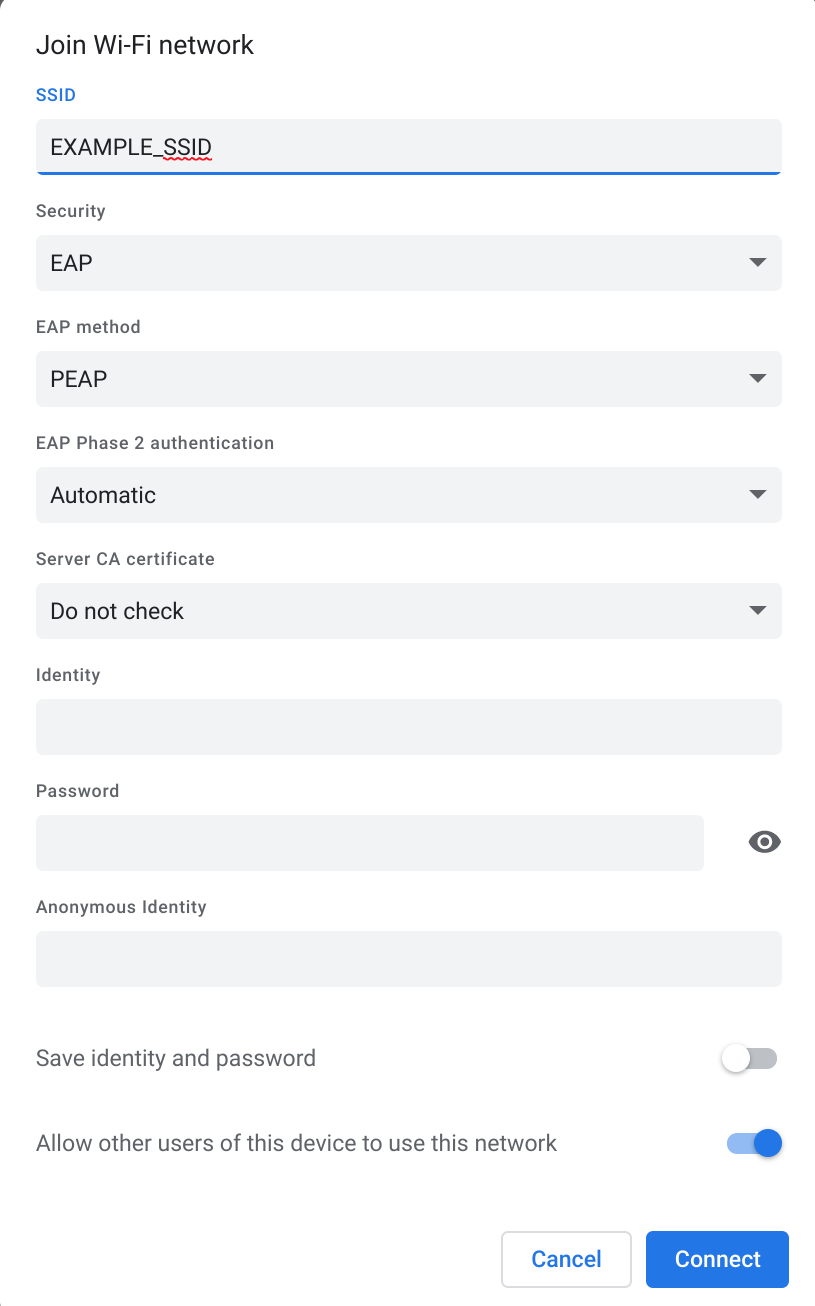 Join Wi-Fi network
SSID
EXAMPLE_SSID
Security
EAP
EAP method
PEAP
EAP Phase 2 authentication
Automatic
Server CA certificate
Do not check
Identity
Password
Anonymous Identity
Save identity and password
Allow other users of this device to use this network
Cancel Connect